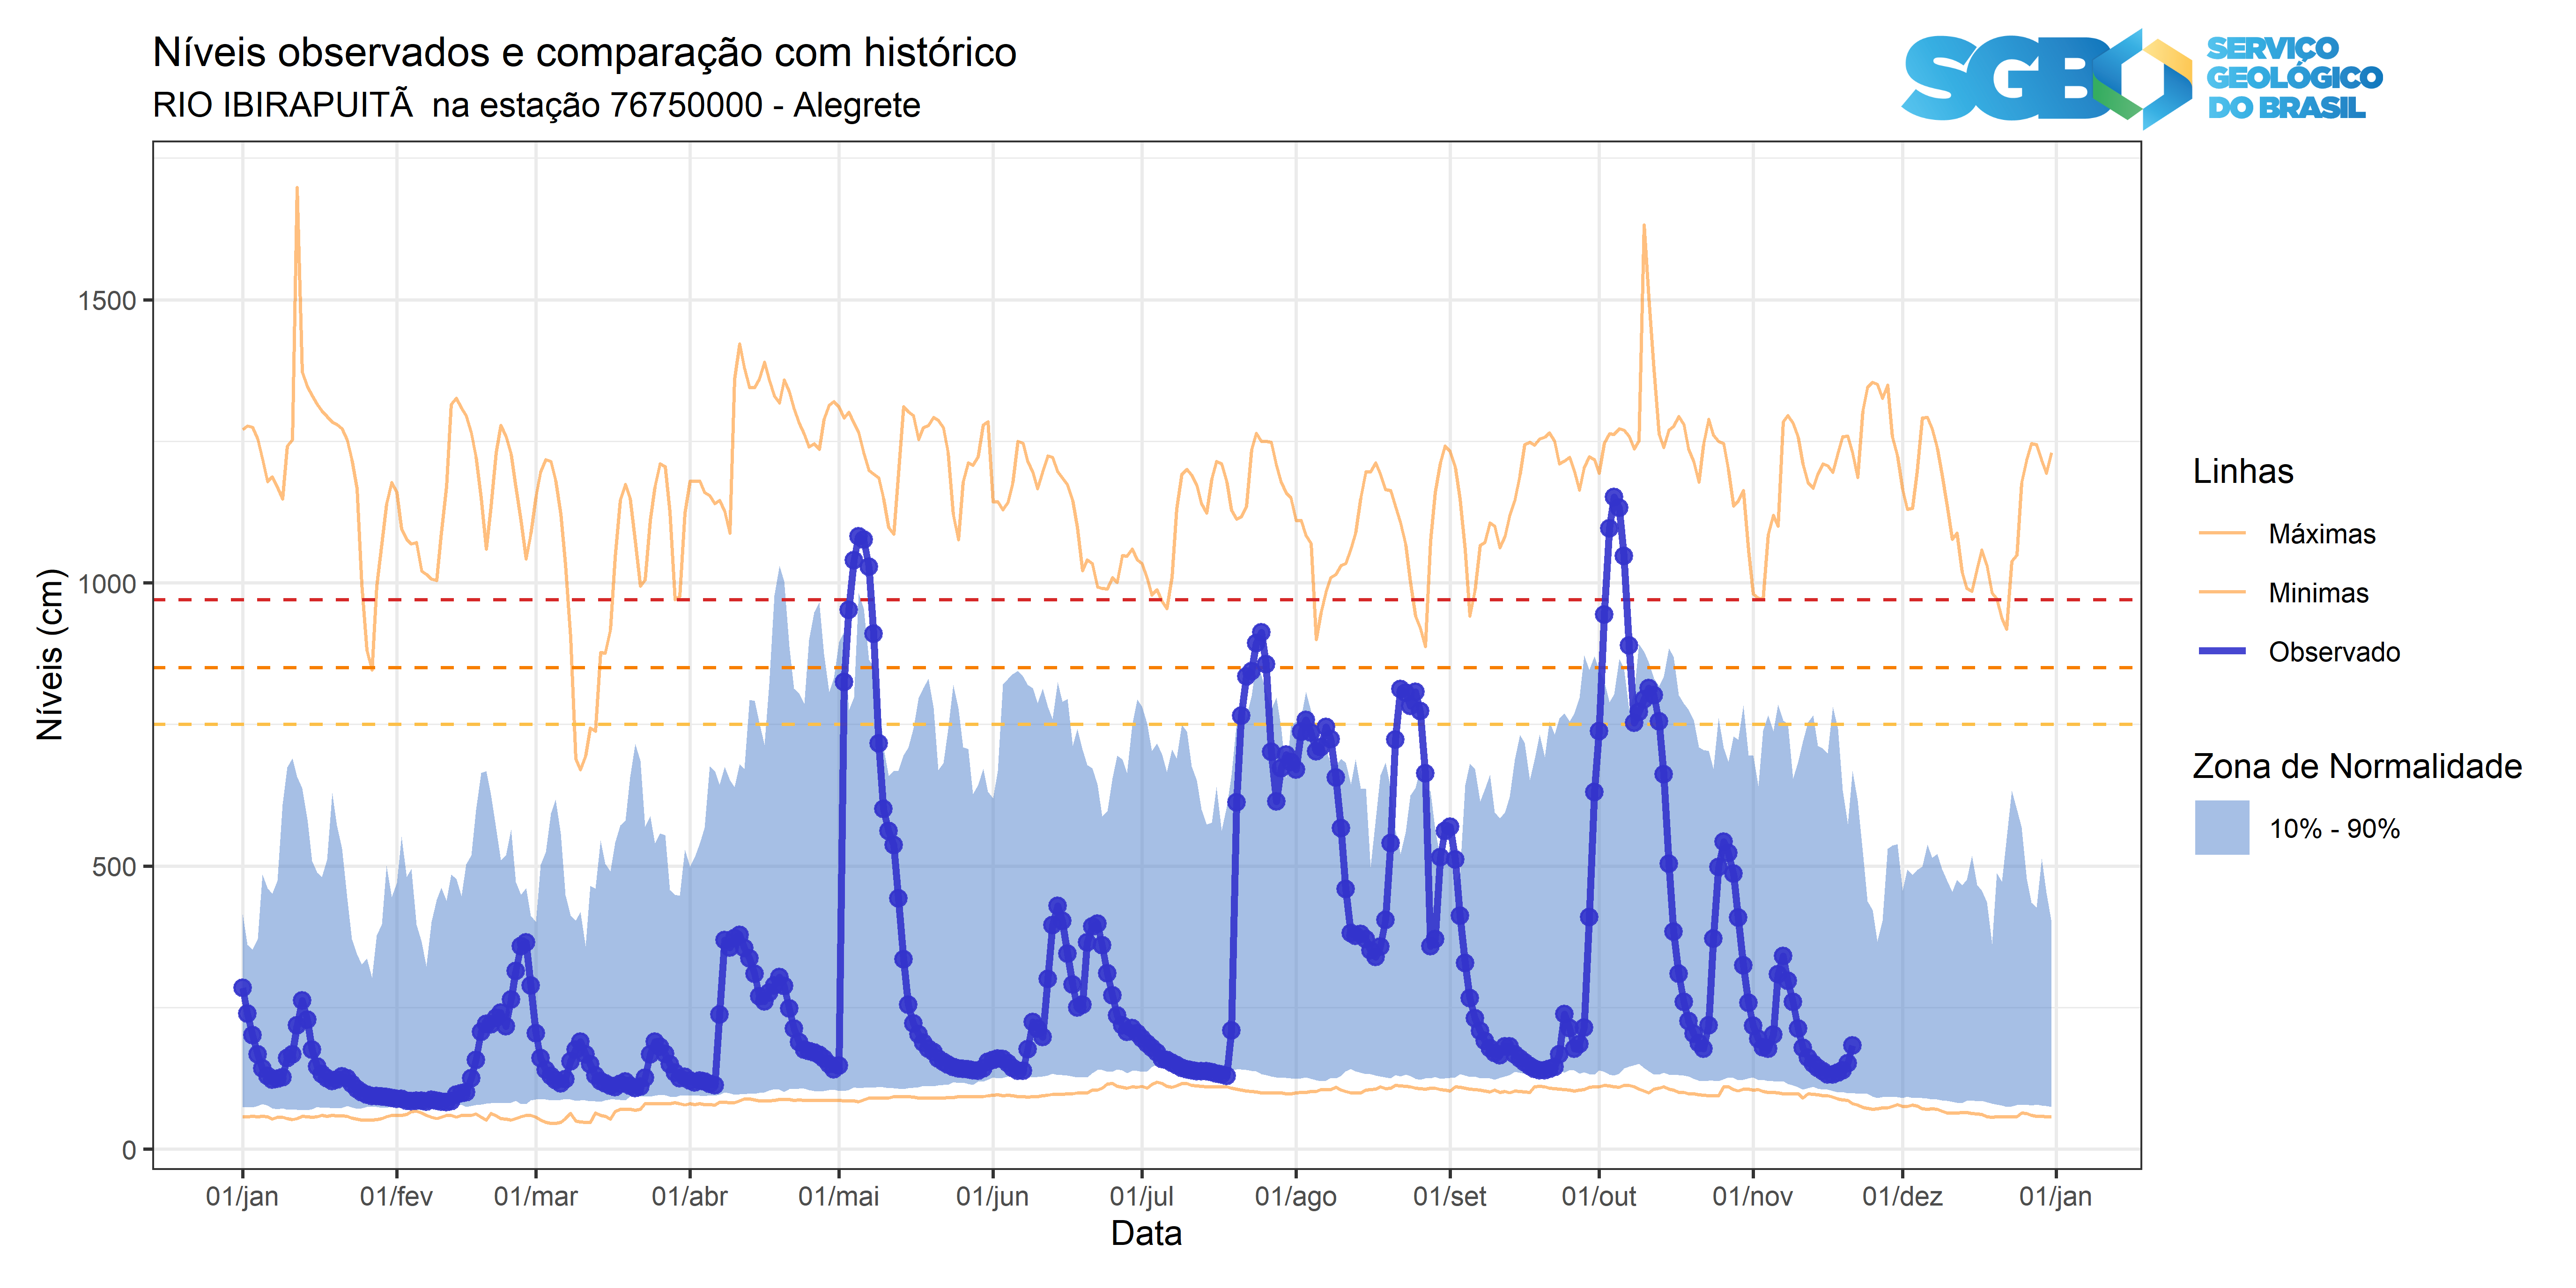 Níveis observados e comparação com histórico
RIO IBIRAPUITÃ  na estação 76750000 - Alegrete
SGB
SERVIÇO
GEOLÓGICO
DO BRASIL
Níveis (cm)
1500
1000
500
0
01/jan
01/fev
01/mar
01/abr
01/mai
01/jun
01/jul
01/ago
01/set
01/out
01/nov
01/dez
01/jan
Data
Linhas
Máximas
Minimas
Observado
Zona de Normalidade
10% - 90%